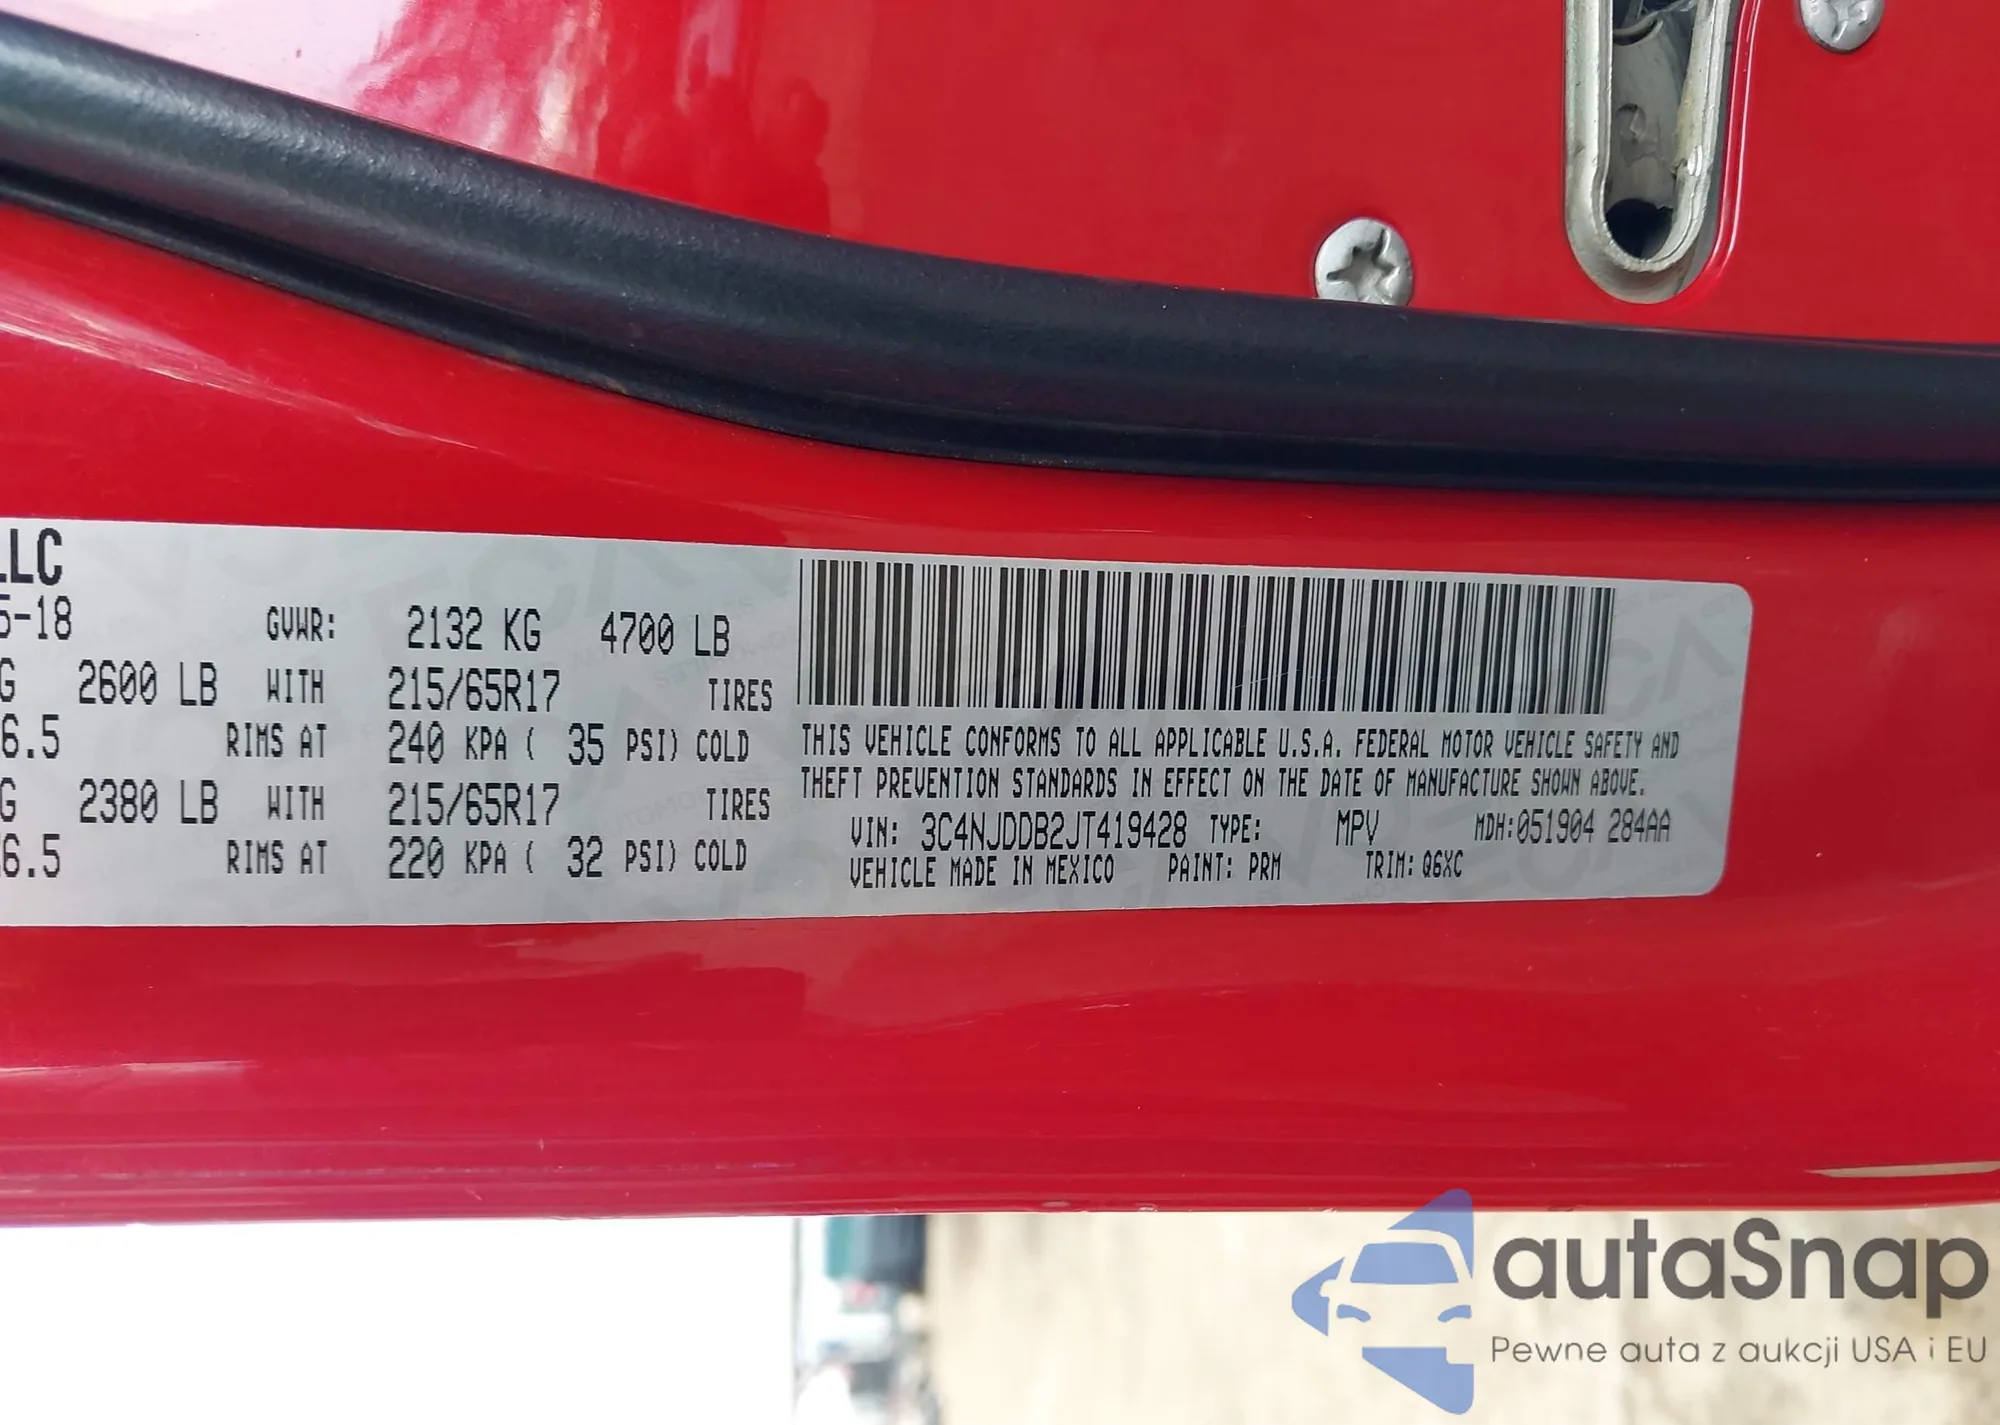 LLC
5-18 GVWR: 2132 KG 4700 LB
G 2600 LB WITH 215/65R17 TIRES
6.5 RIMS AT 240 KPA ( 35 PSI) COLD
G 2380 LB WITH 215/65R17 TIRES
6.5 RIMS AT 220 KPA ( 32 PSI) COLD
THIS VEHICLE CONFORMS TO ALL APPLICABLE U.S.A. FEDERAL MOTOR VEHICLE SAFETY AND
THEFT PREVENTION STANDARDS IN EFFECT ON THE DATE OF MANUFACTURE SHOWN ABOVE.
VIN: 3C4NJDDB2JT419428 TYPE: MPV MDH:051904 284AA
VEHICLE MADE IN MEXICO PAINT: PRM TRIM: Q6XC
autaSnap
Pewne auta z aukcji USA i EU